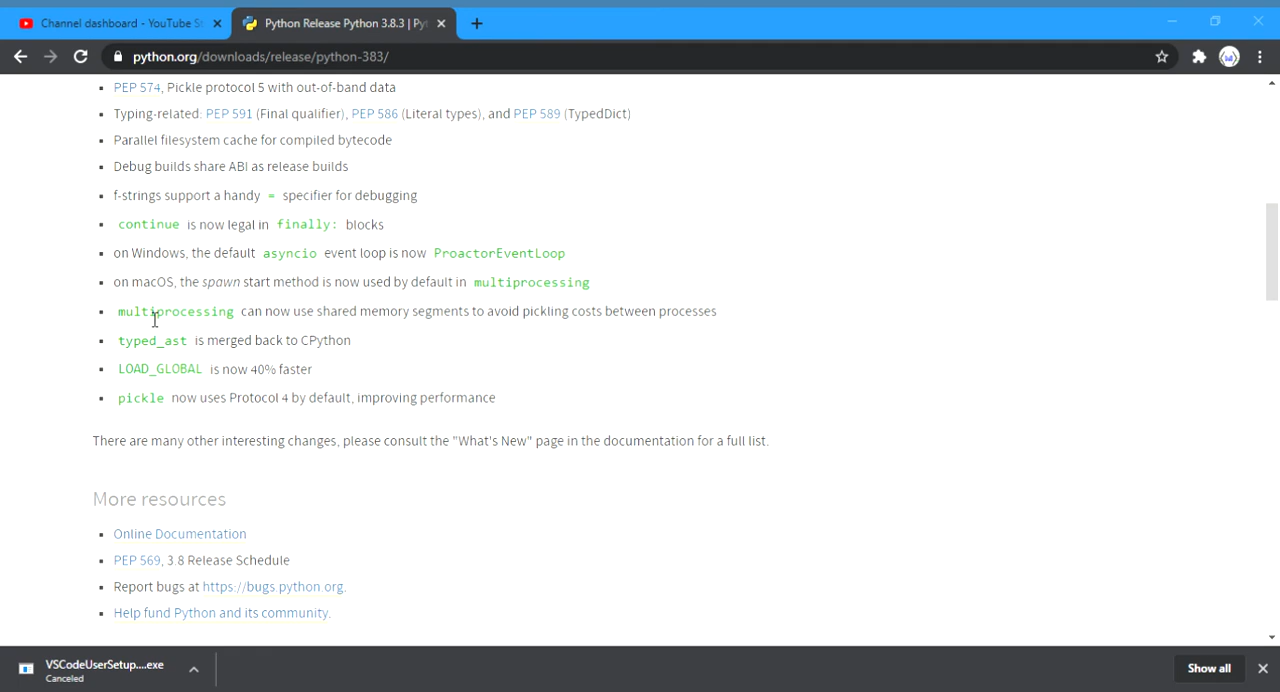 Channel dashboard - YouTube S
Python Release Python 3.8.3 | Py
python.org/downloads/release/python-383/
PEP 574, Pickle protocol 5 with out-of-band data
Typing-related: PEP 591 (Final qualifier), PEP 586 (Literal types), and PEP 589 (TypedDict)
Parallel filesystem cache for compiled bytecode
Debug builds share ABI as release builds
f-strings support a handy = specifier for debugging
continue is now legal in finally: blocks
on Windows, the default asyncio event loop is now ProactorEventLoop
on macOS, the spawn start method is now used by default in multiprocessing
multiprocessing can now use shared memory segments to avoid pickling costs between processes
typed_ast is merged back to CPython
LOAD_GLOBAL is now 40% faster
pickle now uses Protocol 4 by default, improving performance
There are many other interesting changes, please consult the "What's New" page in the documentation for a full list.
More resources
Online Documentation
PEP 569, 3.8 Release Schedule
Report bugs at https://bugs.python.org.
Help fund Python and its community.
VSCodeUserSetup....exe
Canceled
Show all